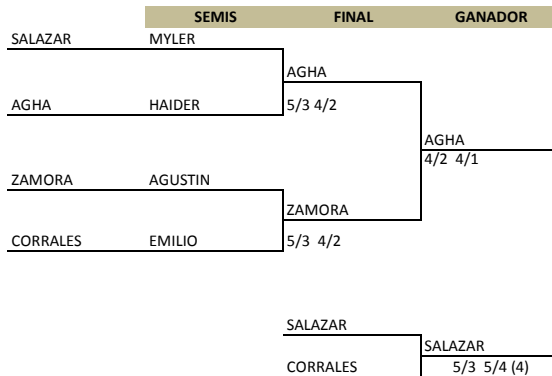 SEMIS FINAL GANADOR
SALAZAR MYLER
AGHA
AGHA HAIDER 5/3 4/2
AGHA
4/2 4/1
ZAMORA AGUSTIN
ZAMORA
CORRALES EMILIO 5/3 4/2
SALAZAR
SALAZAR
CORRALES 5/3 5/4 (4)